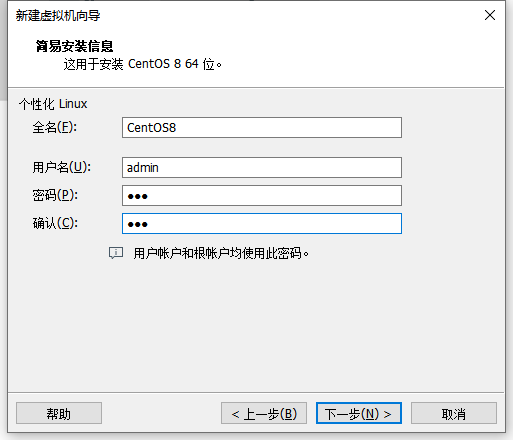 新建虚拟机向导
简易安装信息
这用于安装 CentOS 8 64 位。
个性化 Linux
全名(F): CentOS8
用户名(U): admin
密码(P): ●●●
确认(C): ●●●
用户帐户和根帐户均使用此密码。
帮助 < 上一步(B) 下一步(N) > 取消